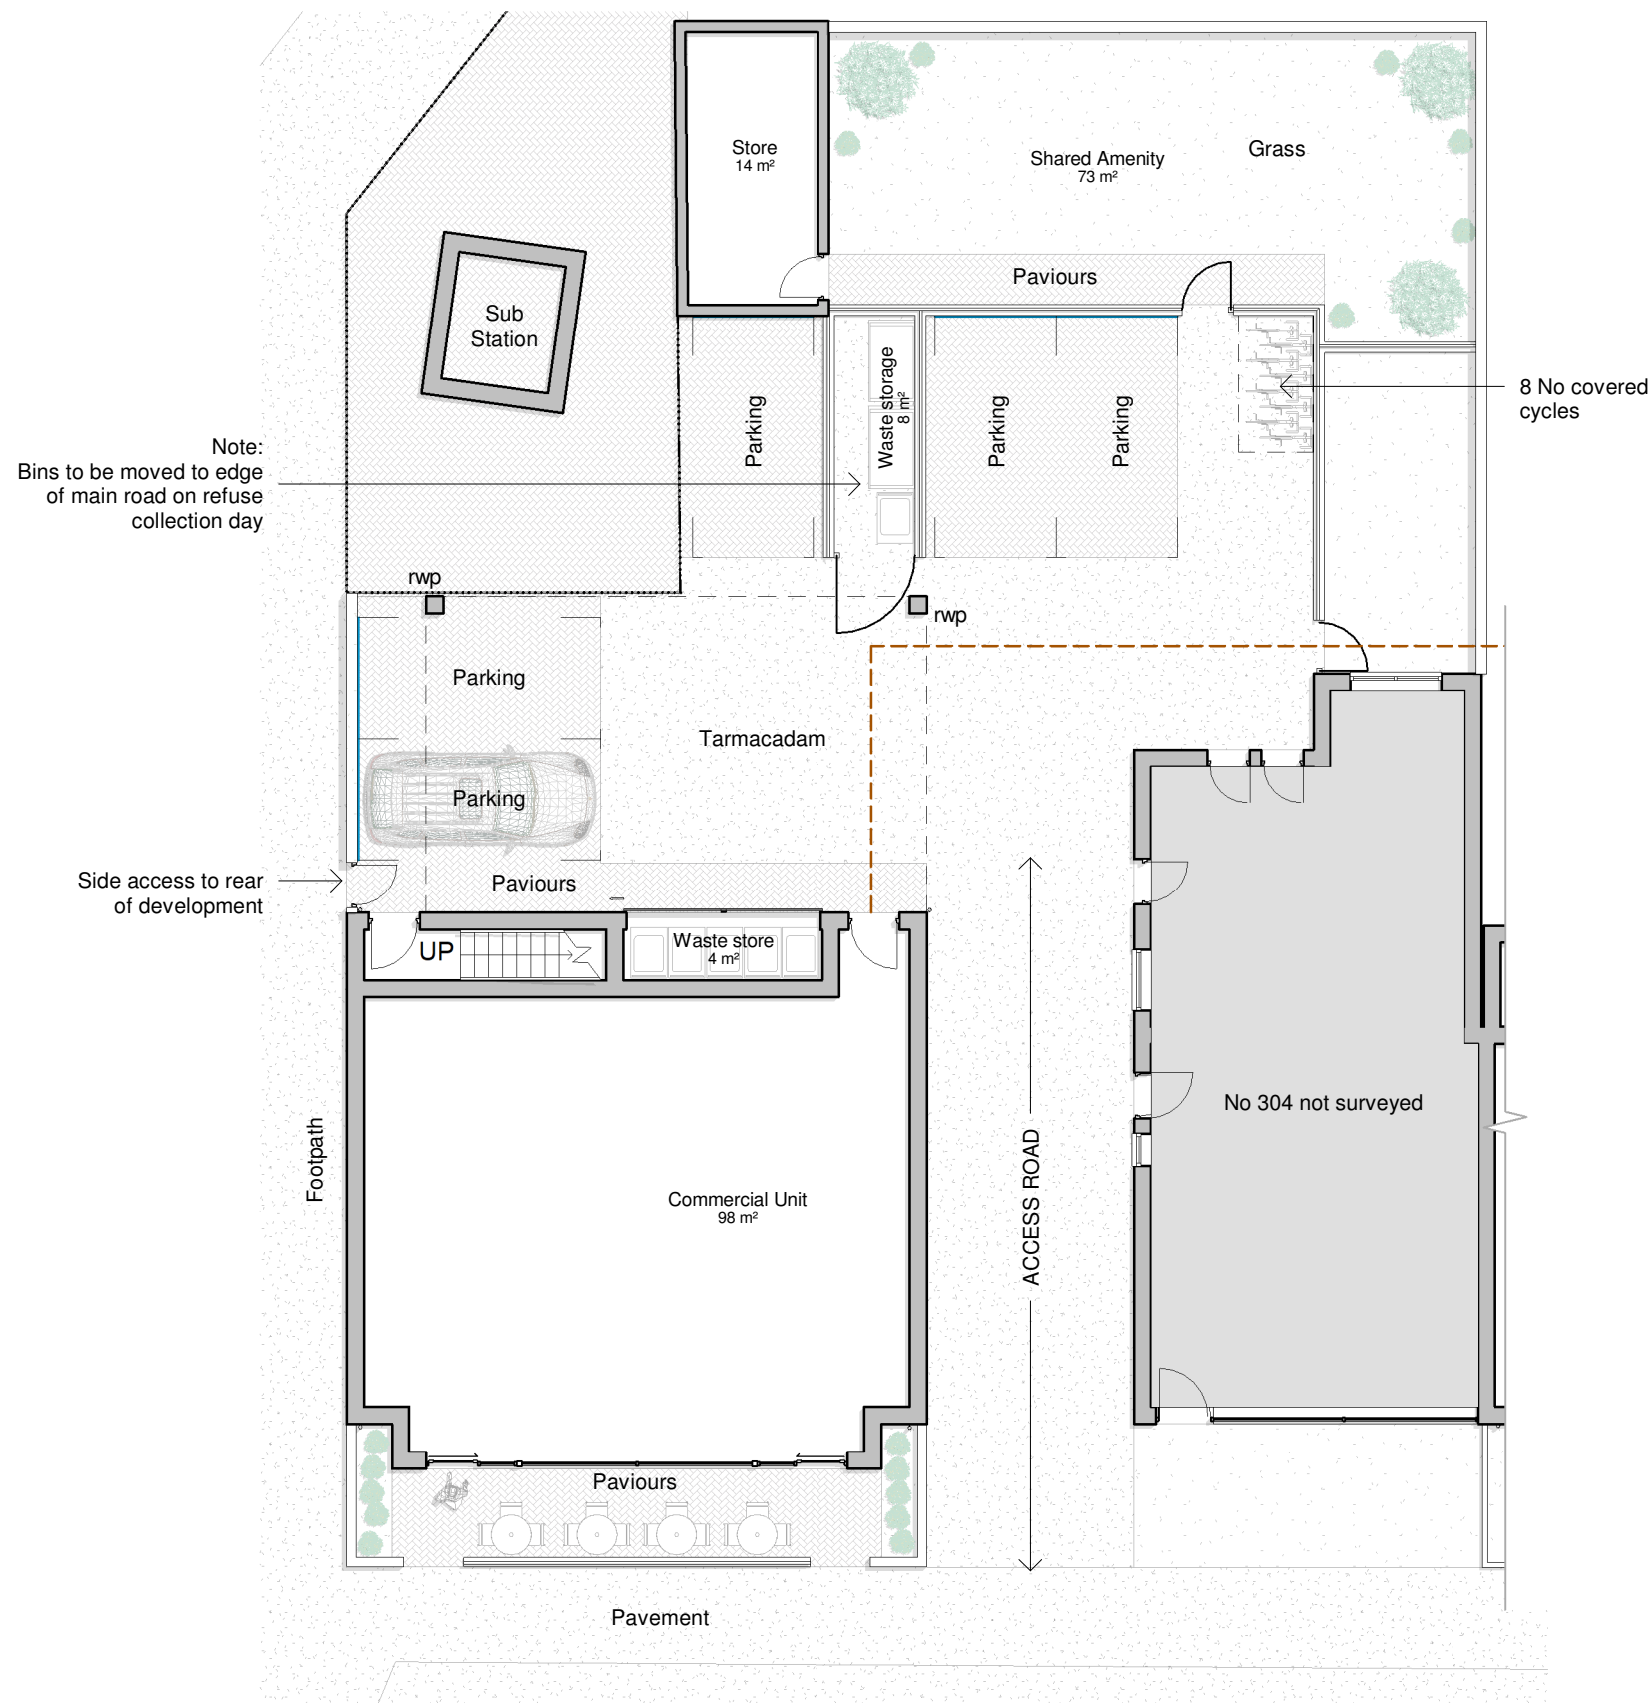 Store
14 m²
Shared Amenity
73 m²
Grass
Paviours
Sub
Station
Parking
Waste storage
8 m²
Parking
Parking
8 No covered
cycles
Note:
Bins to be moved to edge
of main road on refuse
collection day
rwp
rwp
Parking
Tarmacadam
Parking
Side access to rear
of development
Paviours
UP
Waste store
4 m²
No 304 not surveyed
Footpath
ACCESS ROAD
Commercial Unit
98 m²
Paviours
Pavement